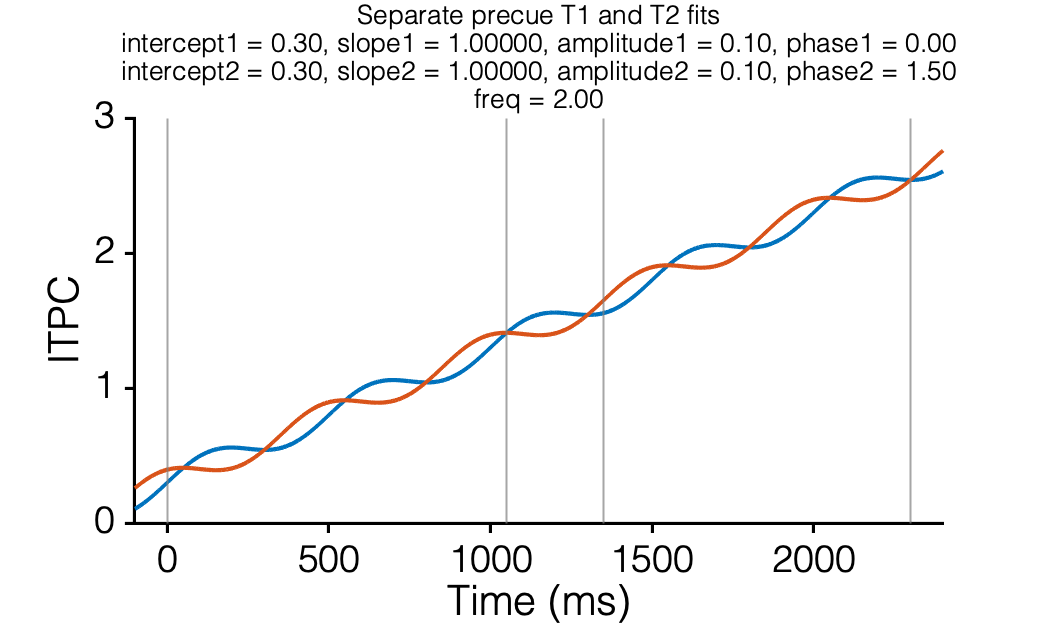 Separate precue T1 and T2 fits
intercept1 = 0.30, slope1 = 1.00000, amplitude1 = 0.10, phase1 = 0.00
intercept2 = 0.30, slope2 = 1.00000, amplitude2 = 0.10, phase2 = 1.50
freq = 2.00
3
2
1
0
ITPC
0 500 1000 1500 2000
Time (ms)